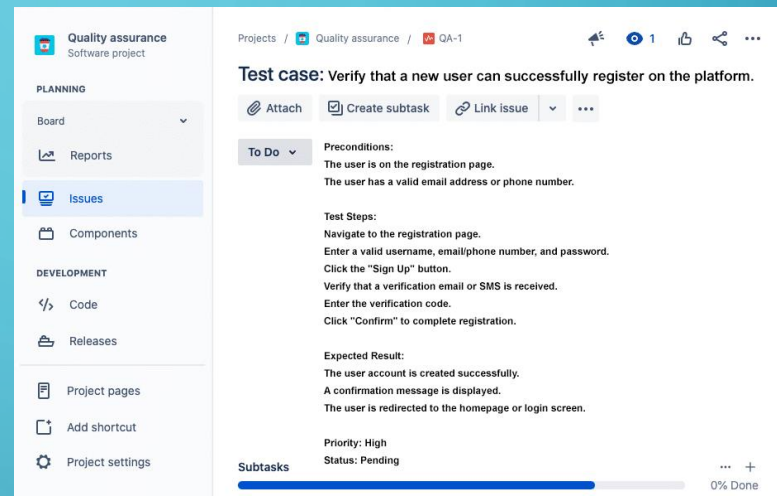 Quality assurance
Software project
PLANNING
Board
Reports
Issues
Components
DEVELOPMENT
Code
Releases
Project pages
Add shortcut
Project settings
Projects / Quality assurance / QA-1
1
Test case: Verify that a new user can successfully register on the platform.
Attach
Create subtask
Link issue
To Do
Preconditions:
The user is on the registration page.
The user has a valid email address or phone number.
Test Steps:
Navigate to the registration page.
Enter a valid username, email/phone number, and password.
Click the "Sign Up" button.
Verify that a verification email or SMS is received.
Enter the verification code.
Click "Confirm" to complete registration.
Expected Result:
The user account is created successfully.
A confirmation message is displayed.
The user is redirected to the homepage or login screen.
Priority: High
Status: Pending
Subtasks
0% Done